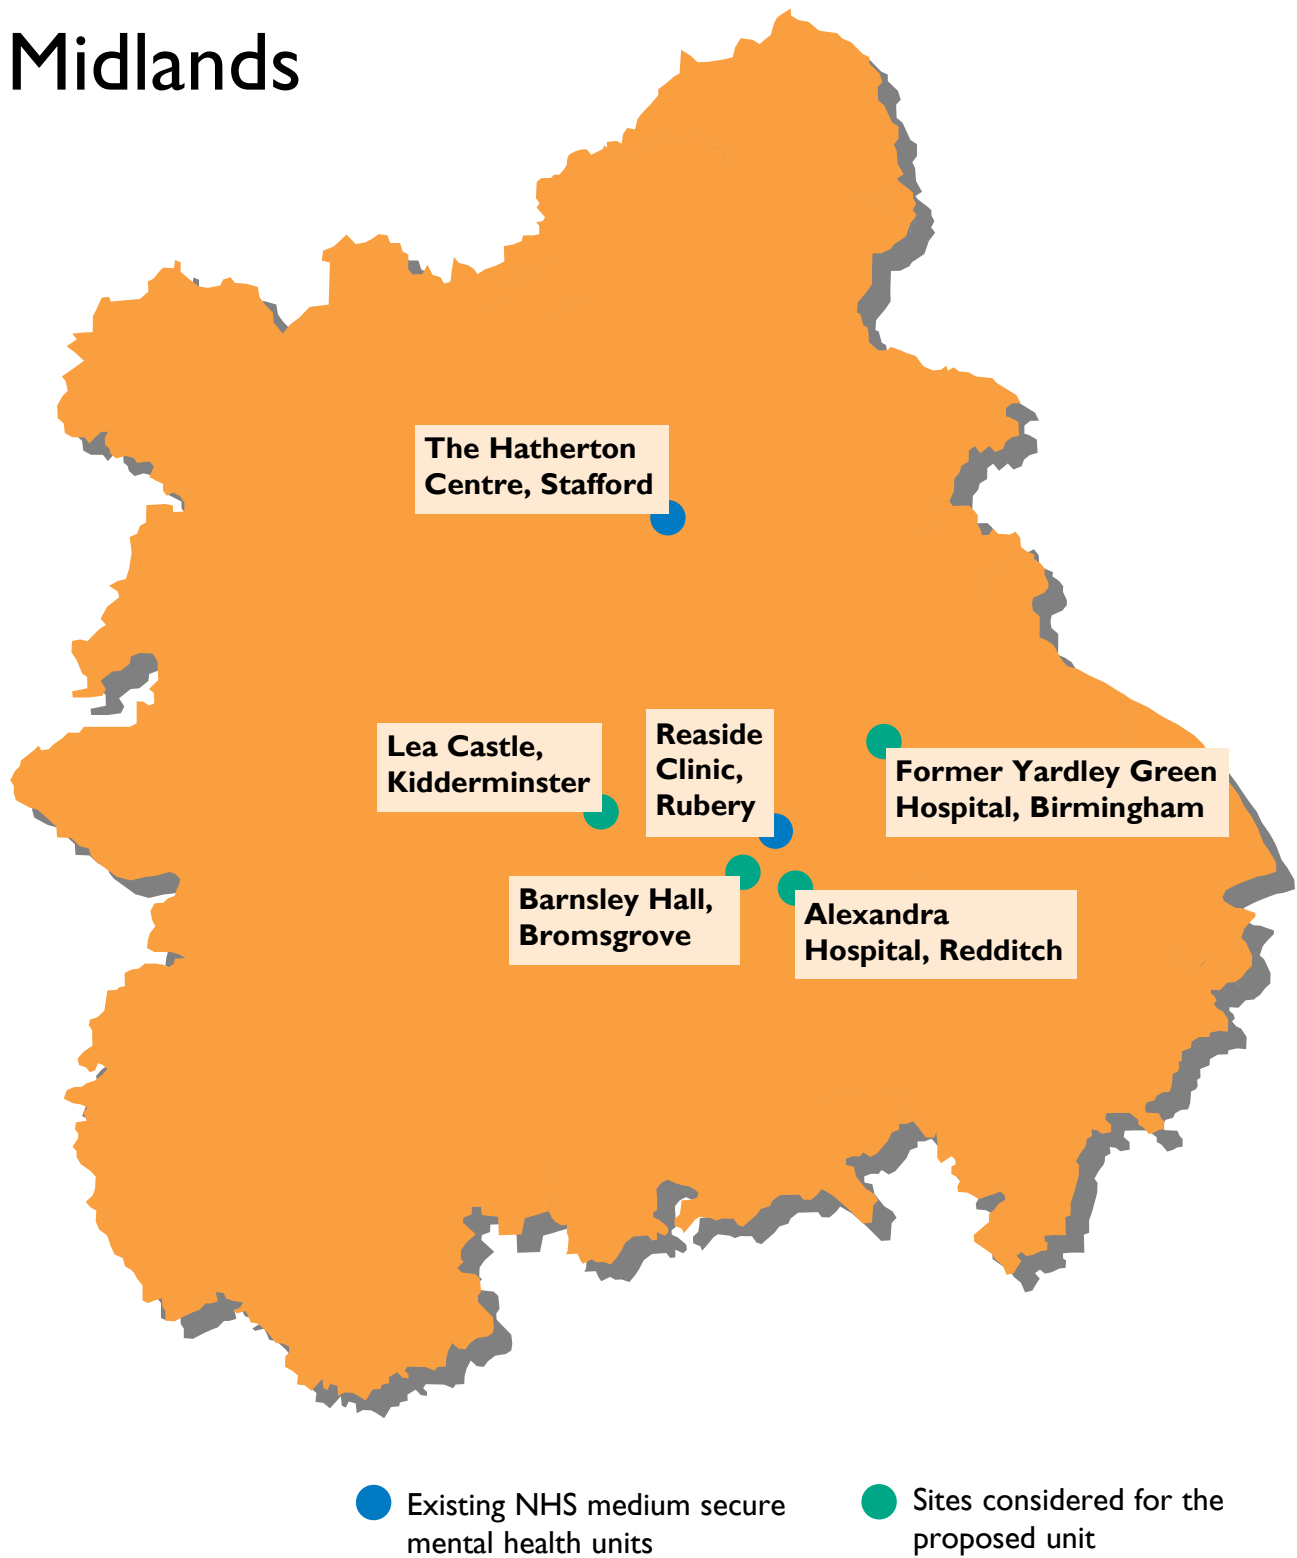 Midlands
The Hatherton
Centre, Stafford
Lea Castle,
Kidderminster
Reaside
Clinic,
Rubery
Former Yardley Green
Hospital, Birmingham
Barnsley Hall,
Bromsgrove
Alexandra
Hospital, Redditch
Existing NHS medium secure
mental health units
Sites considered for the
proposed unit